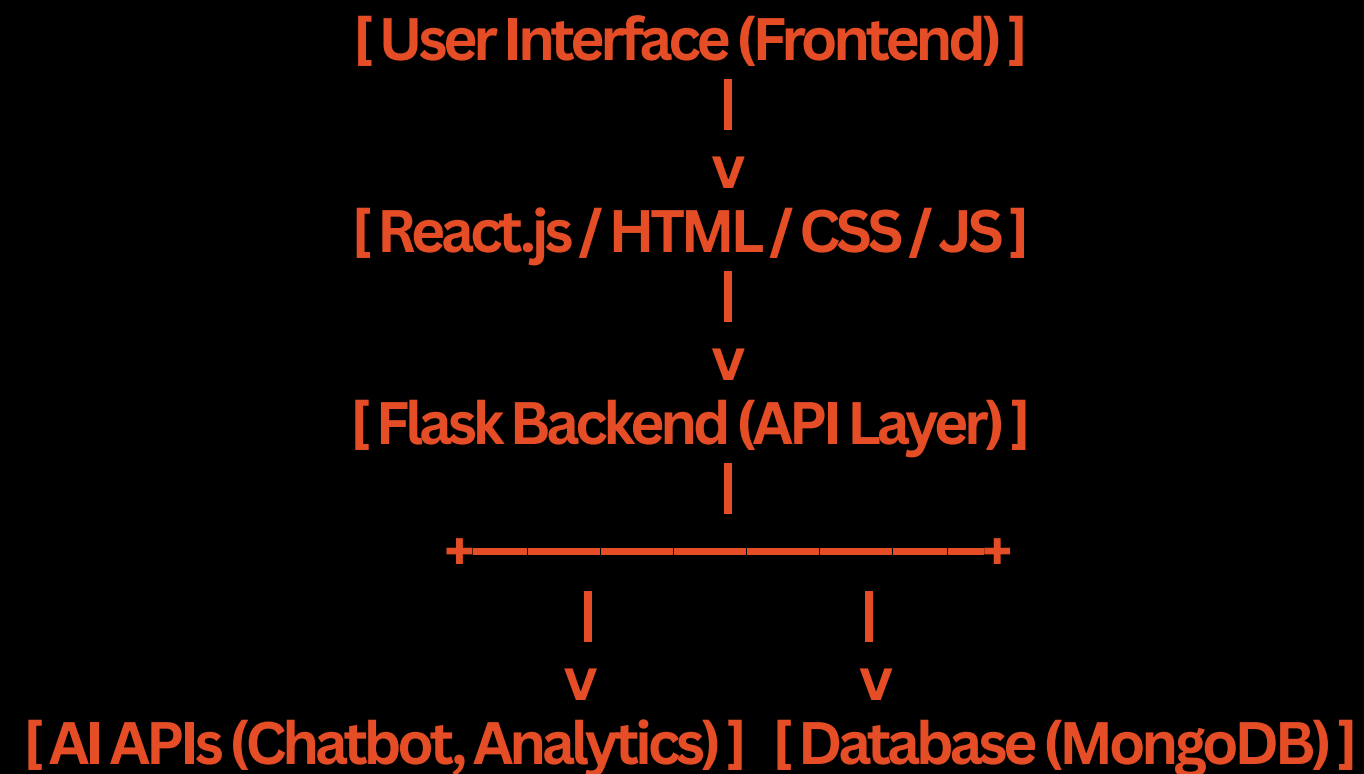 [ User Interface (Frontend) ]
|
v
[ React.js / HTML / CSS / JS ]
|
v
[ Flask Backend (API Layer) ]
|
+————————+
| |
v v
[ AI APIs (Chatbot, Analytics) ] [ Database (MongoDB) ]